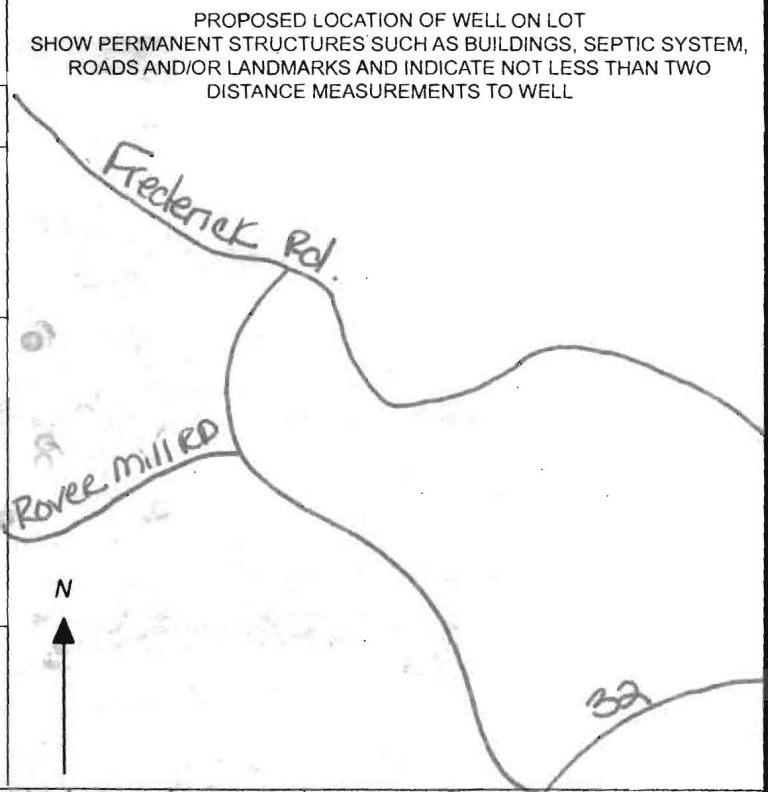 PROPOSED LOCATION OF WELL ON LOT
SHOW PERMANENT STRUCTURES SUCH AS BUILDINGS, SEPTIC SYSTEM,
ROADS AND/OR LANDMARKS AND INDICATE NOT LESS THAN TWO
DISTANCE MEASUREMENTS TO WELL
Frederick Rd.
Rover Mill RD
N
32